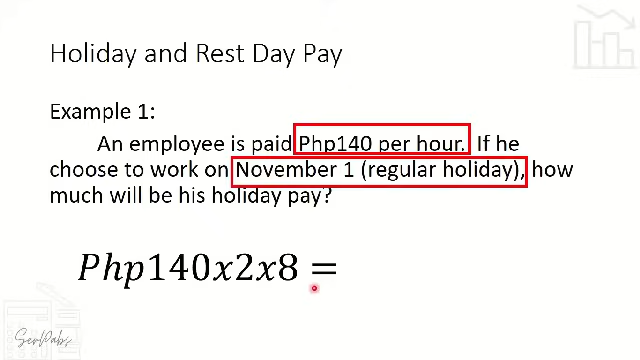 Holiday and Rest Day Pay
Example 1:
An employee is paid Php140 per hour. If he
choose to work on November 1 (regular holiday), how
much will be his holiday pay?
Php140x2x8 =
SerPabs